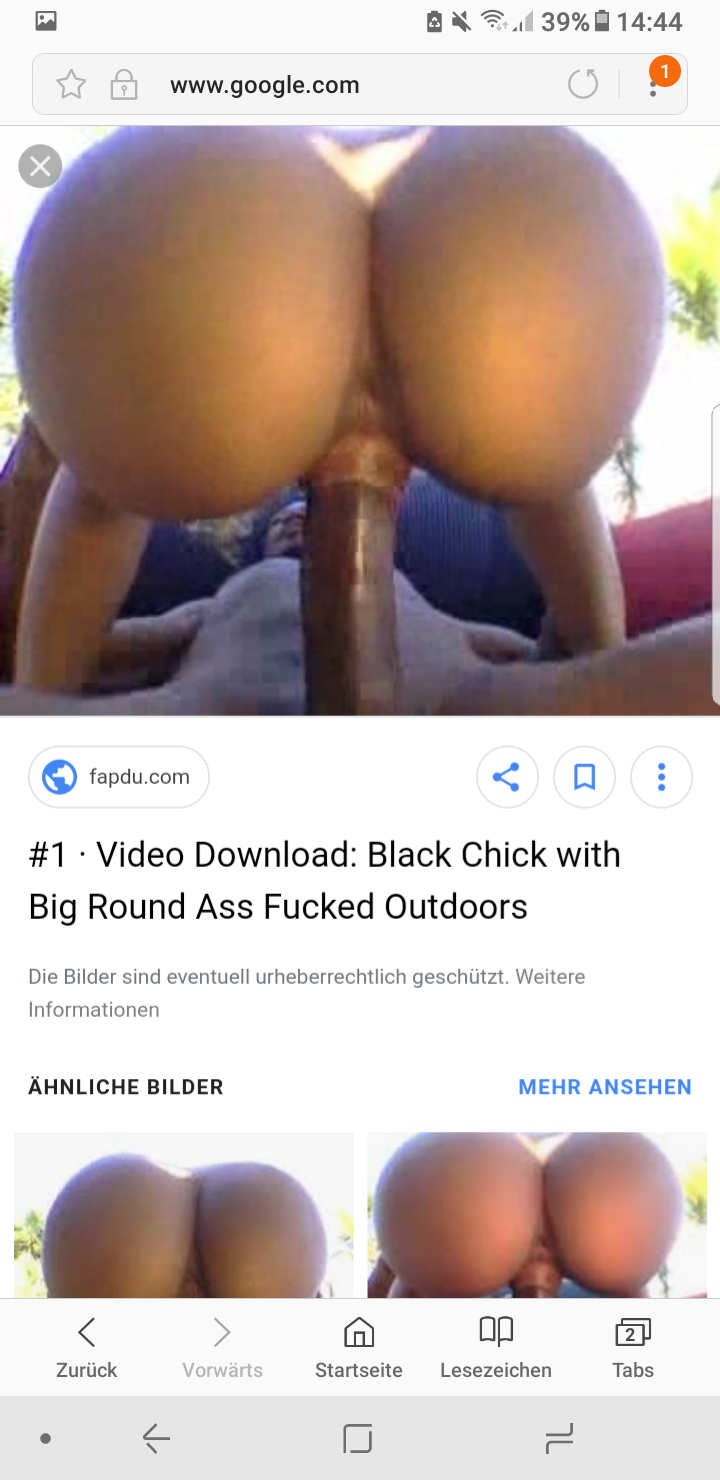 39% 14:44
www.google.com
1
fapdu.com
#1 · Video Download: Black Chick with
Big Round Ass Fucked Outdoors
Die Bilder sind eventuell urheberrechtlich geschützt. Weitere
Informationen
ÄHNLICHE BILDER MEHR ANSEHEN
2
Zurück Vorwärts Startseite Lesezeichen Tabs